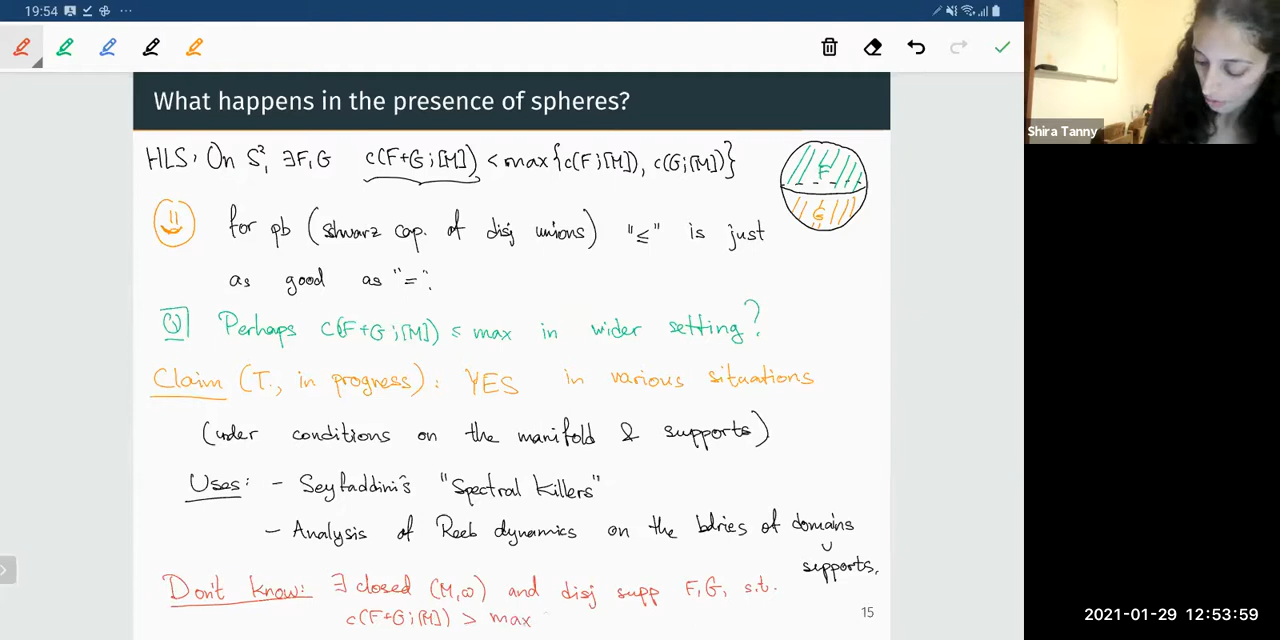 19:54
What happens in the presence of spheres?
HLS: On S², ∃F,G c(F+G;[M]) < max{c(F;[M]), c(G;[M])}
F
G
for pb (Shwarz cap. of disj unions) "≤" is just
as good as "=".
Q Perhaps c(F+G;[M]) ≤ max in wider setting?
Claim (T., in progress): YES in various situations
(under conditions on the manifold & supports)
Uses: - Seyfaddini's "Spectral Killers"
- Analysis of Reeb dynamics on the bdries of domains
∪
supports.
Don't know: ∃ closed (M,ω) and disj supp F,G, s.t.
c(F+G;[M]) > max
15
Shira Tanny
2021-01-29 12:53:59